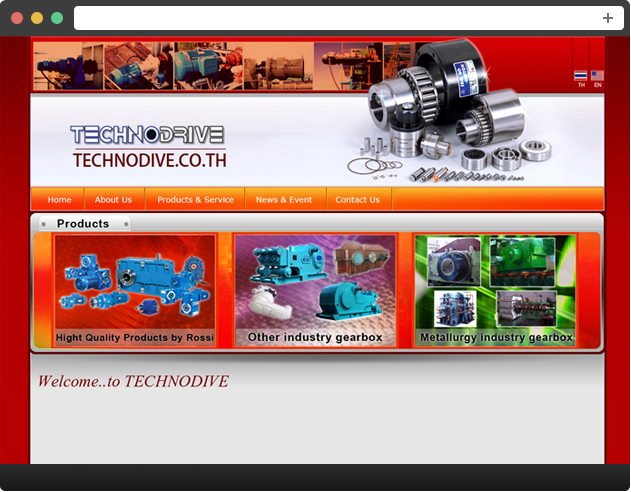 TH EN
TECHNODRIVE
TECHNODIVE.CO.TH
Home About Us Products & Service News & Event Contact Us
Products
Hight Quality Products by Rossi
Other industry gearbox
Metallurgy industry gearbox
Welcome..to TECHNODIVE